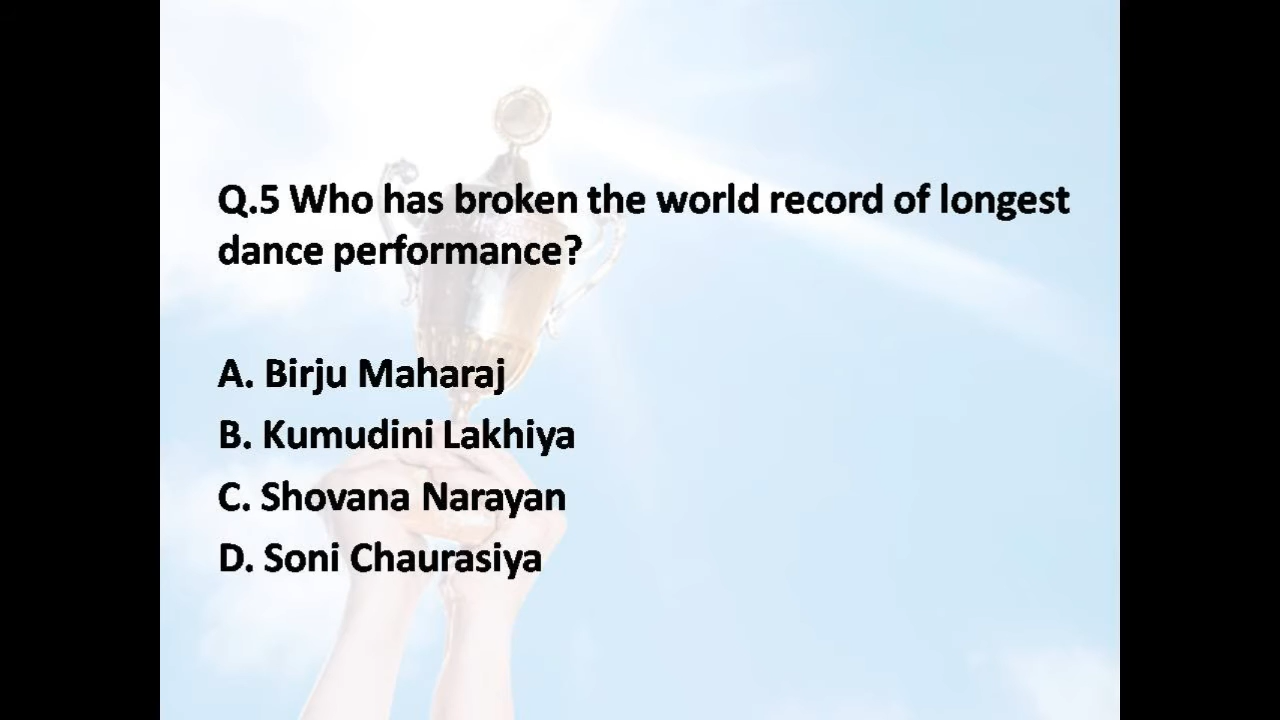 Q.5 Who has broken the world record of longest
dance performance?
A. Birju Maharaj
B. Kumudini Lakhiya
C. Shovana Narayan
D. Soni Chaurasiya